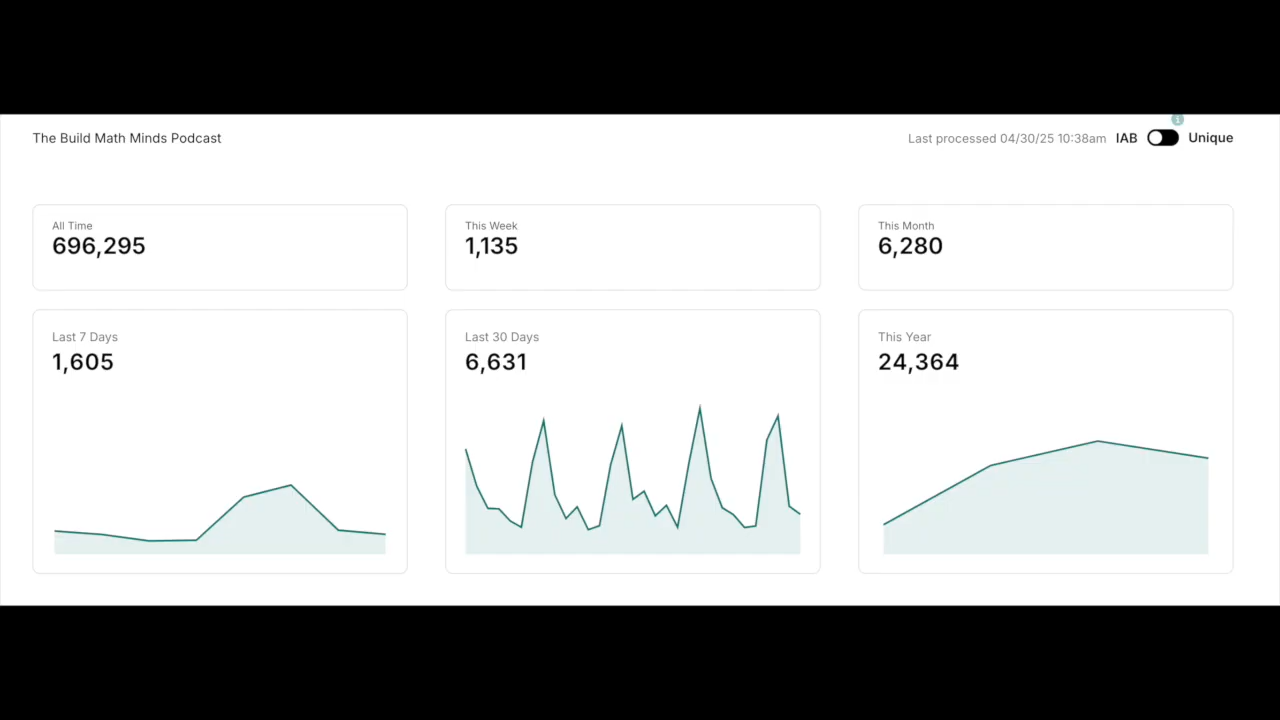 The Build Math Minds Podcast
Last processed 04/30/25 10:38am IAB Unique
All Time
696,295
This Week
1,135
This Month
6,280
Last 7 Days
1,605
Last 30 Days
6,631
This Year
24,364